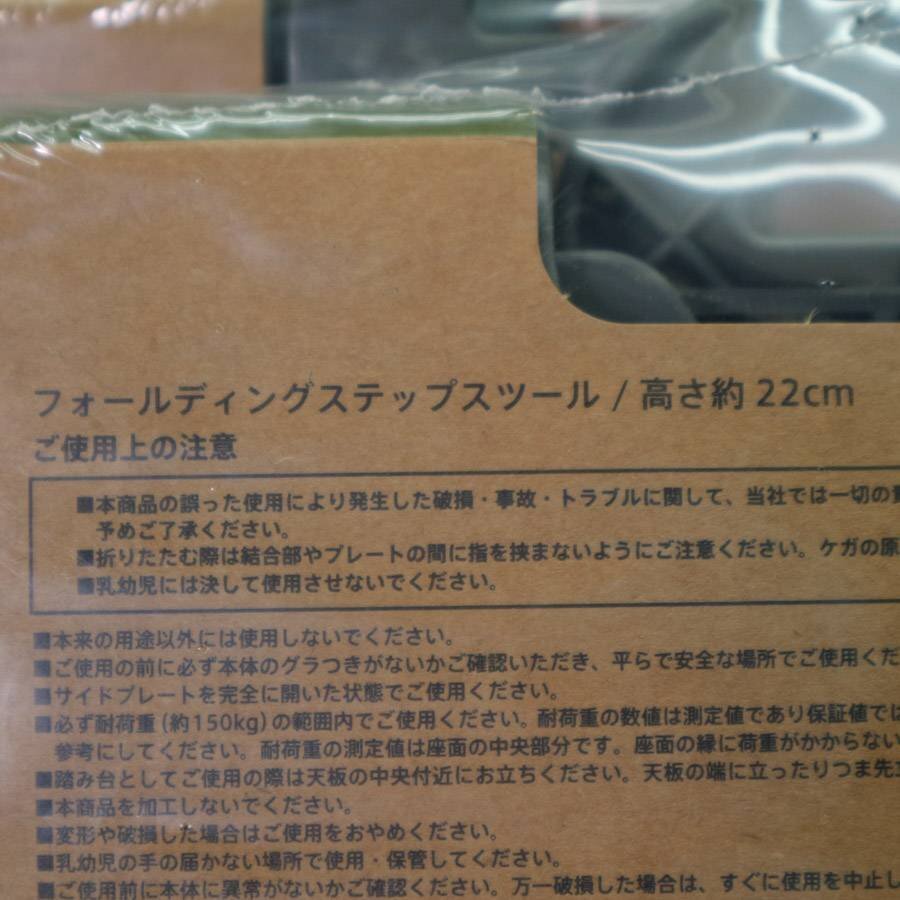 フォールディングステップスツール / 高さ約 22cm
ご使用上の注意
■本商品の誤った使用により発生した破損・事故・トラブルに関して、当社では一切の責
予めご了承ください。
■折りたたむ際は結合部やプレートの間に指を挟まないようにご注意ください。ケガの原
■乳幼児には決して使用させないでください。
■本来の用途以外には使用しないでください。
■ご使用の前に必ず本体のグラつきがないかご確認いただき、平らで安全な場所でご使用くだ
■サイドプレートを完全に開いた状態でご使用ください。
■必ず耐荷重(約150kg)の範囲内でご使用ください。耐荷重の数値は測定値であり保証値では
参考にしてください。耐荷重の測定値は座面の中央部分です。座面の縁に荷重がかからない
■踏み台としてご使用の際は天板の中央付近にお立ちください。天板の端に立ったりつま先立
■本商品を加工しないでください。
■変形や破損した場合はご使用をおやめください。
■乳幼児の手の届かない場所で使用・保管してください。
■ご使用前に本体に異常がないかご確認ください。万一破損した場合は、すぐに使用を中止し